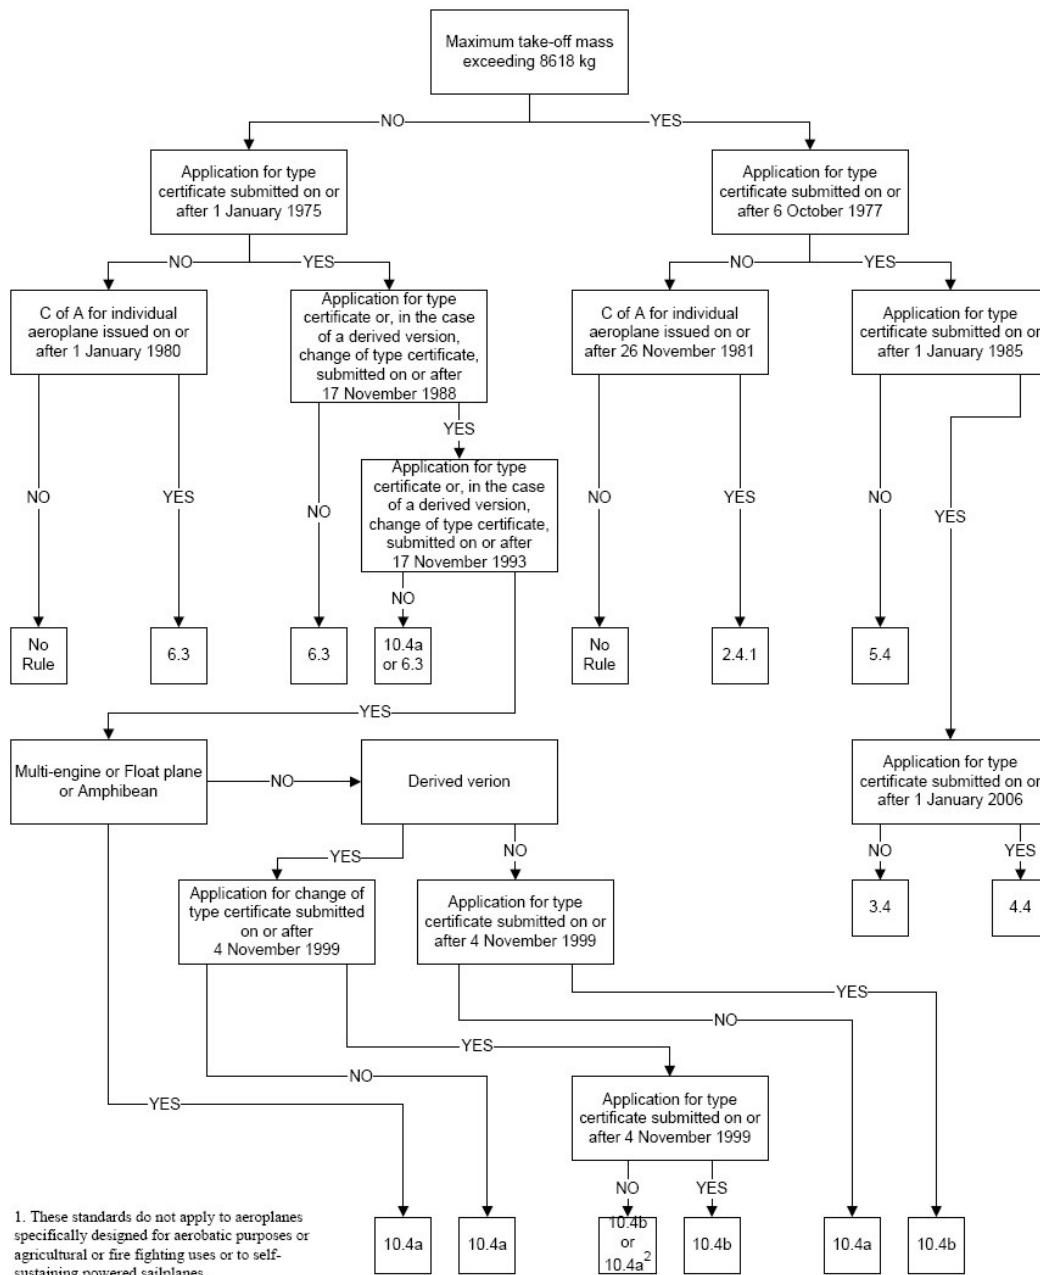 Maximum take-off mass
exceeding 8618 kg
NO
YES
Application for type
certificate submitted on or
after 1 January 1975
Application for type
certificate submitted on or
after 6 October 1977
NO
YES
NO
YES
C of A for individual
aeroplane issued on or
after 1 January 1980
Application for type
certificate or, in the case
of a derived version,
change of type certificate,
submitted on or after
17 November 1988
C of A for individual
aeroplane issued on or
after 26 November 1981
Application for type
certificate submitted on or
after 1 January 1985
YES
Application for type
certificate or, in the case
of a derived version,
change of type certificate,
submitted on or after
17 November 1993
NO
YES
NO
NO
YES
NO
YES
NO
No
Rule
6.3
6.3
10.4a
or 6.3
No
Rule
2.4.1
5.4
YES
Multi-engine or Float plane
or Amphibean
NO
Derived verion
Application for type
certificate submitted on or
after 1 January 2006
YES
NO
NO
YES
Application for change of
type certificate submitted
on or after
4 November 1999
Application for type
certificate submitted on or
after 4 November 1999
3.4
4.4
YES
NO
YES
NO
YES
Application for type
certificate submitted on or
after 4 November 1999
NO
YES
1. These standards do not apply to aeroplanes
specifically designed for aerobatic purposes or
agricultural or fire fighting uses or to self-
sustaining powered sailplanes
10.4a
10.4a
10.4b
or
10.4a2
10.4b
10.4a
10.4b